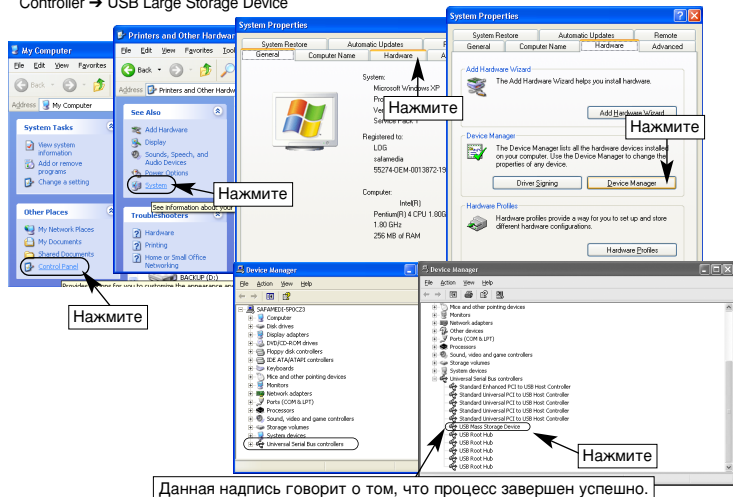 Controller ➔ USB Large Storage Device
My Computer
File Edit View Favorites
Back
Address My Computer
System Tasks
View system information
Add or remove programs
Change a setting
Other Places
My Network Places
My Documents
Shared Documents
Control Panel
Нажмите
Printers and Other Hardwar
File Edit View Favorites Tool
Back
Address Printers and Other Hardw
See Also
Add Hardware
Display
Sounds, Speech, and Audio Devices
Power Options
System
Нажмите
See information about your
Troubleshooters
Hardware
Printing
Home or Small Office Networking
BACKUP (D:)
System Properties
System Restore Automatic Updates
General Computer Name Hardware
System:
Microsoft Windows XP
Service Pack 1
Нажмите
Registered to:
LOG
salamedia
55274-OEM-0013872-19
Computer:
Intel(R)
Pentium(R) 4 CPU 1.80G
1.80 GHz
256 MB of RAM
System Properties
System Restore Automatic Updates Remote
General Computer Name Hardware Advanced
Add Hardware Wizard
The Add Hardware Wizard helps you install hardware.
Add Hardware Wizard
Нажмите
Device Manager
The Device Manager lists all the hardware devices installed
on your computer. Use the Device Manager to change the
properties of any device.
Driver Signing Device Manager
Hardware Profiles
Hardware profiles provide a way for you to set up and store
different hardware configurations.
Hardware Profiles
Device Manager
File Action View Help
SAFAMEDI-5P0CZ3
Computer
Disk drives
Display adapters
DVD/CD-ROM drives
Floppy disk controllers
IDE ATA/ATAPI controllers
Keyboards
Mice and other pointing devices
Monitors
Network adapters
Ports (COM & LPT)
Processors
Sound, video and game controllers
Storage volumes
System devices
Universal Serial Bus controllers
Device Manager
File Action View Help
Mice and other pointing devices
Monitors
Network adapters
Other devices
Ports (COM & LPT)
Processors
Sound, video and game controllers
Storage volumes
System devices
Universal Serial Bus controllers
Standard Enhanced PCI to USB Host Controller
Standard Universal PCI to USB Host Controller
Standard Universal PCI to USB Host Controller
Standard Universal PCI to USB Host Controller
USB Mass Storage Device
USB Root Hub
USB Root Hub
USB Root Hub
USB Root Hub
Нажмите
Данная надпись говорит о том, что процесс завершен успешно.